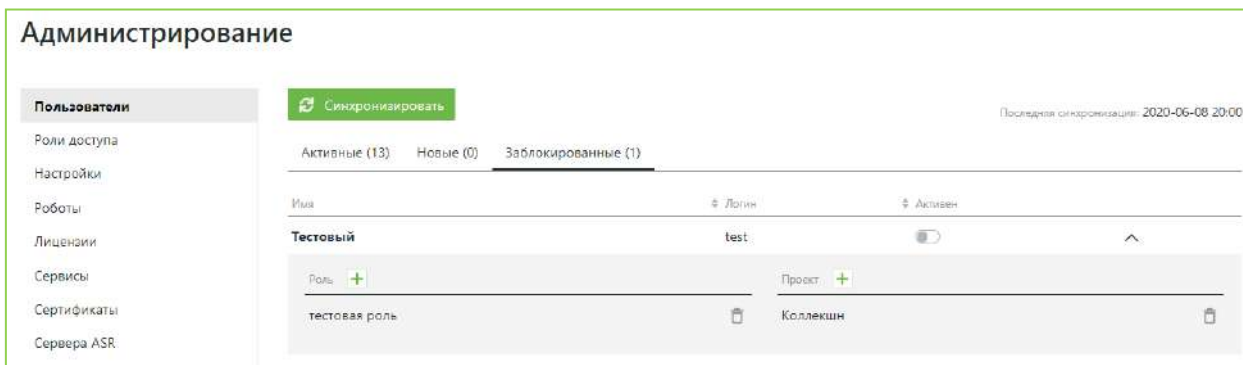 Администрирование
Пользователи
Роли доступа
Настройки
Роботы
Лицензии
Сервисы
Сертификаты
Сервера ASR
Синхронизировать
Последняя синхронизация: 2020-06-08 20:00
Активные (13) Новые (0) Заблокированные (1)
Имя Логин Активен
Тестовый test
Роль Проект
тестовая роль Коллекшн